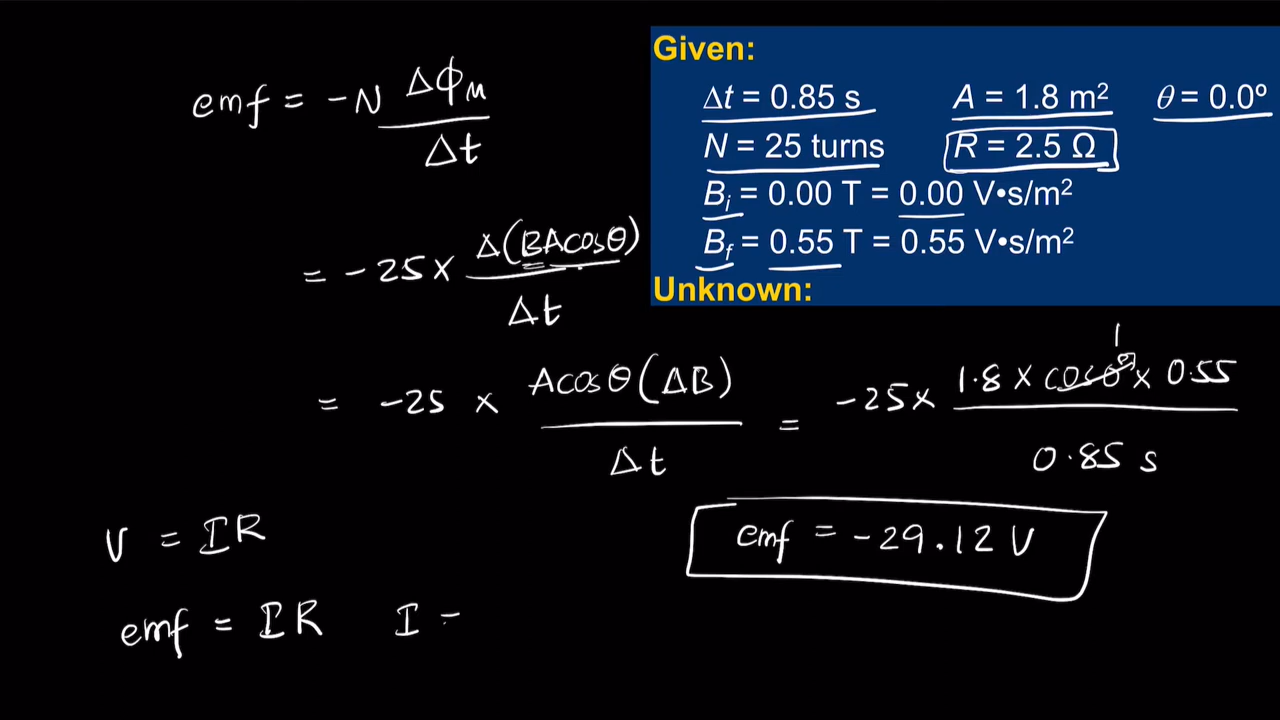 emf = -N ΔΦM / Δt
Given:
Δt = 0.85 s A = 1.8 m² θ = 0.0º
N = 25 turns R = 2.5 Ω
Bi = 0.00 T = 0.00 V•s/m²
Bf = 0.55 T = 0.55 V•s/m²
Unknown:
= -25 x Δ(BAcosθ) / Δt
= -25 x Acosθ(ΔB) / Δt = -25 x 1.8 x cos0° x 0.55 / 0.85 s
1
emf = -29.12 V
V = IR
emf = IR I =